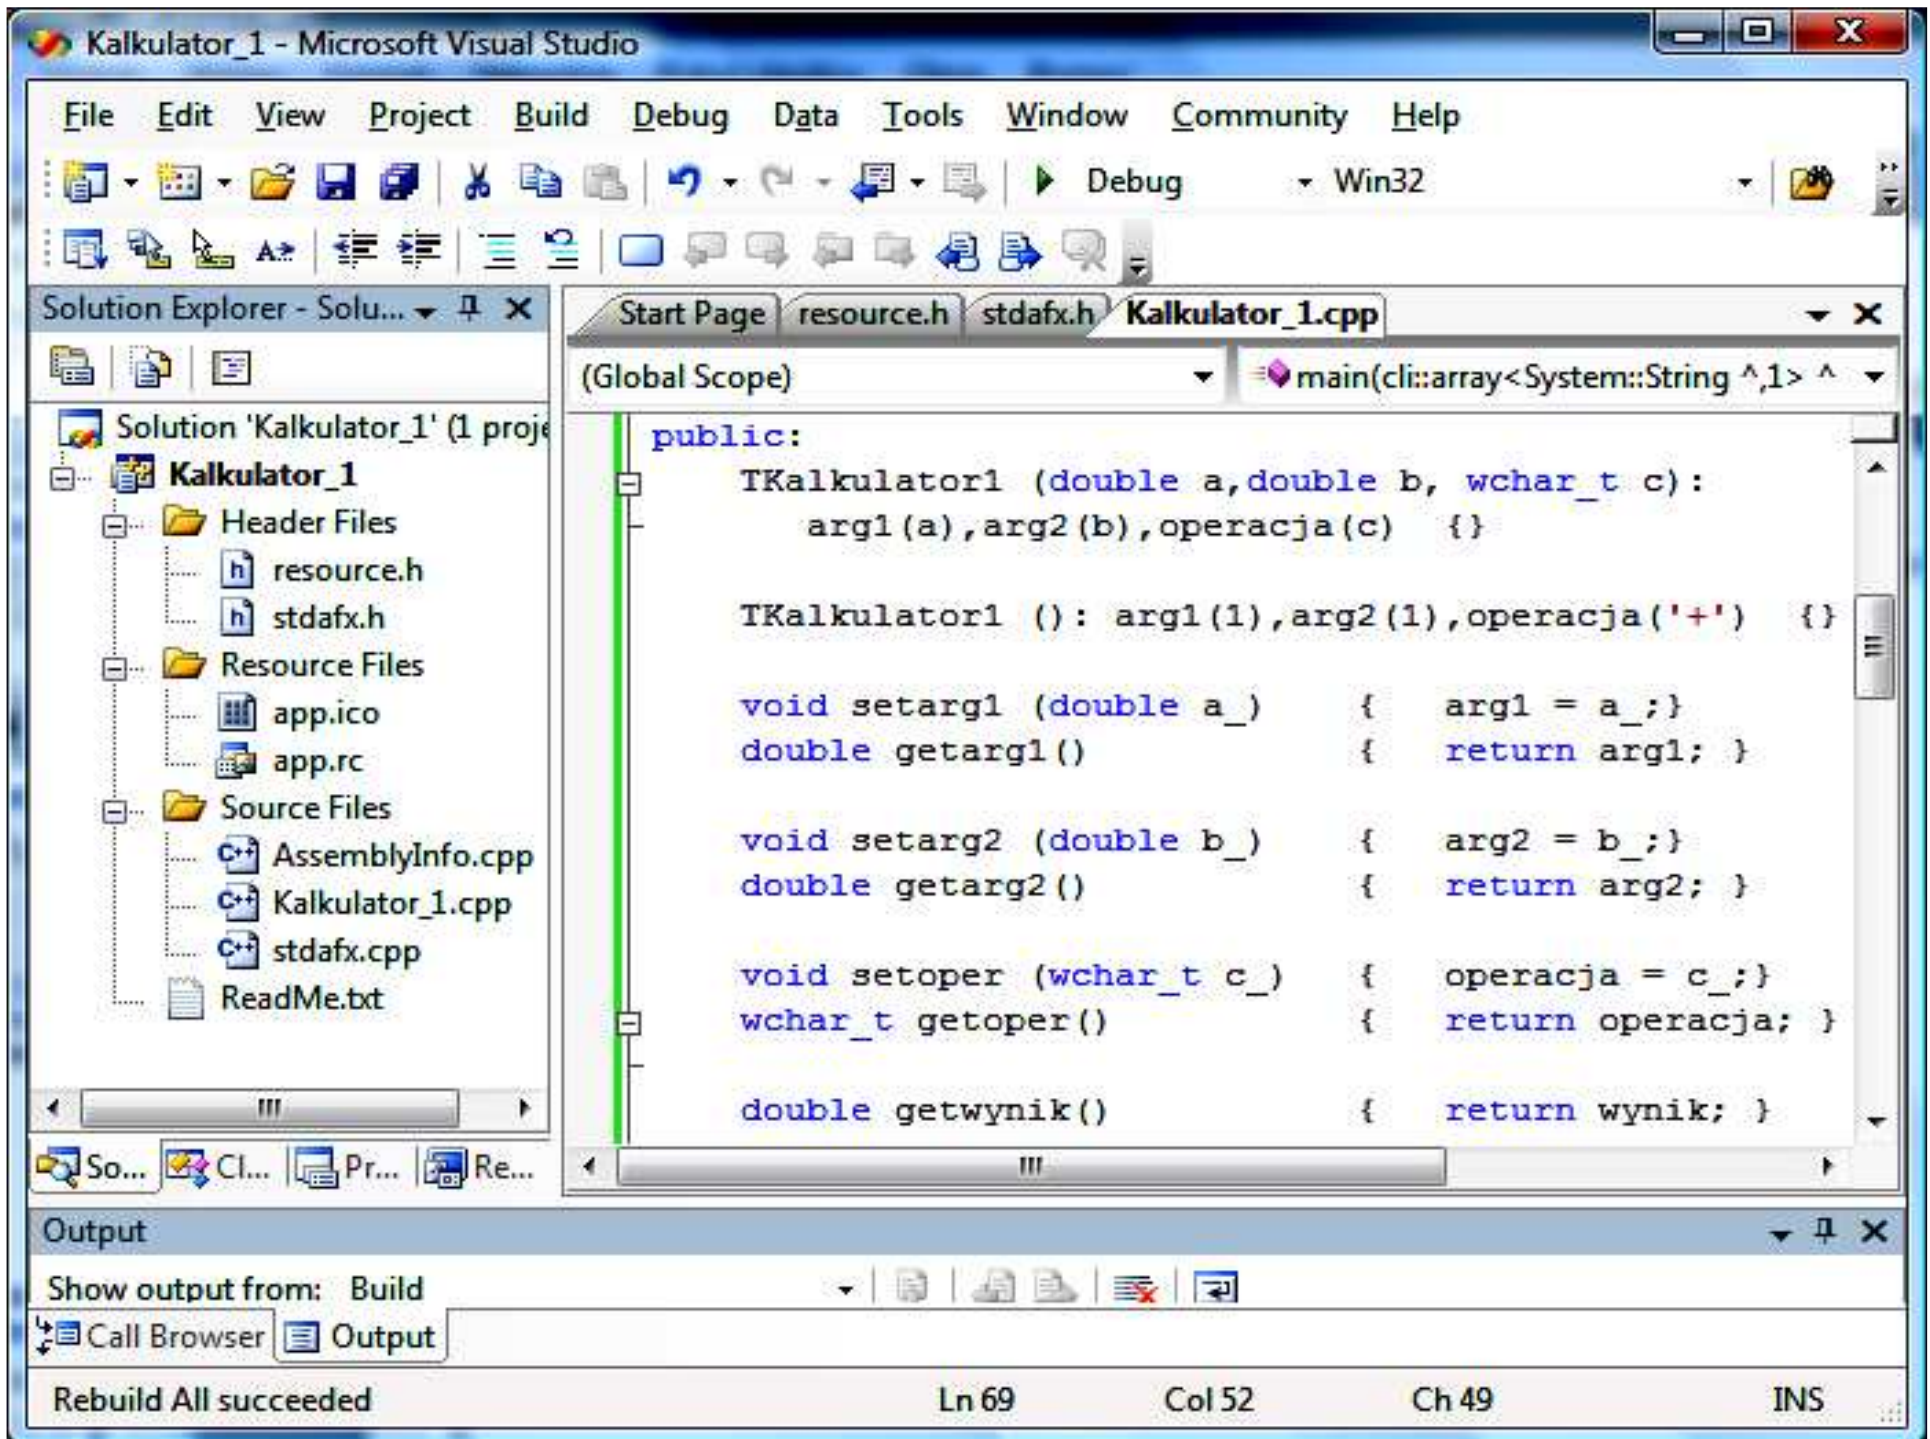 Kalkulator_1 - Microsoft Visual Studio
File Edit View Project Build Debug Data Tools Window Community Help
Debug Win32
Solution Explorer - Solu...
Start Page resource.h stdafx.h Kalkulator_1.cpp
(Global Scope) main(cli::array<System::String ^,1> ^
Solution 'Kalkulator_1' (1 proje
Kalkulator_1
Header Files
resource.h
stdafx.h
Resource Files
app.ico
app.rc
Source Files
AssemblyInfo.cpp
Kalkulator_1.cpp
stdafx.cpp
ReadMe.txt
So... Cl... Pr... Re...
public:
TKalkulator1 (double a,double b, wchar_t c):
arg1(a),arg2(b),operacja(c) {}
TKalkulator1 (): arg1(1),arg2(1),operacja('+') {}
void setarg1 (double a_) { arg1 = a_;}
double getarg1() { return arg1; }
void setarg2 (double b_) { arg2 = b_;}
double getarg2() { return arg2; }
void setoper (wchar_t c_) { operacja = c_;}
wchar_t getoper() { return operacja; }
double getwynik() { return wynik; }
Output
Show output from: Build
Call Browser Output
Rebuild All succeeded Ln 69 Col 52 Ch 49 INS